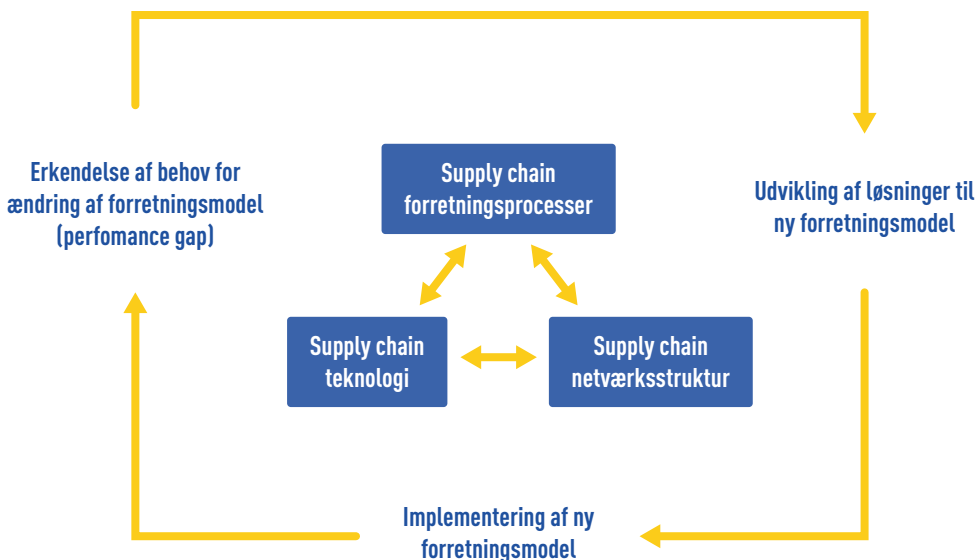 Erkendelse af behov for
ændring af forretningsmodel
(perfomance gap)
Supply chain
forretningsprocesser
Udvikling af løsninger til
ny forretningsmodel
Supply chain
teknologi
Supply chain
netværksstruktur
Implementering af ny
forretningsmodel